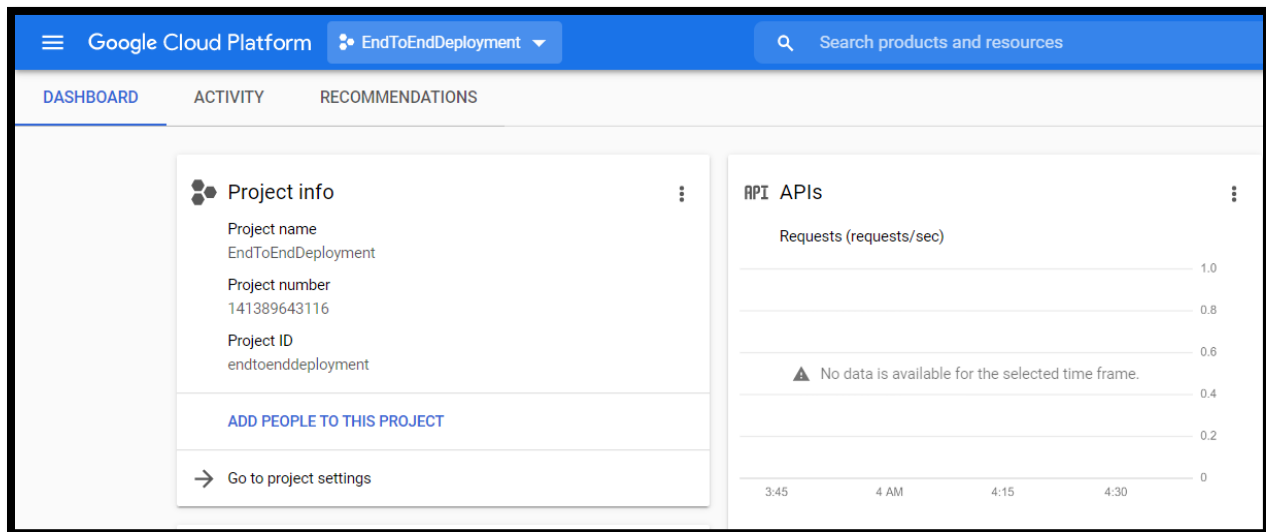 Google Cloud Platform
EndToEndDeployment
Search products and resources
DASHBOARD
ACTIVITY
RECOMMENDATIONS
Project info
Project name
EndToEndDeployment
Project number
141389643116
Project ID
endtoenddeployment
ADD PEOPLE TO THIS PROJECT
Go to project settings
API APIs
Requests (requests/sec)
1.0
0.8
0.6
No data is available for the selected time frame.
0.4
0.2
0
3:45
4 AM
4:15
4:30